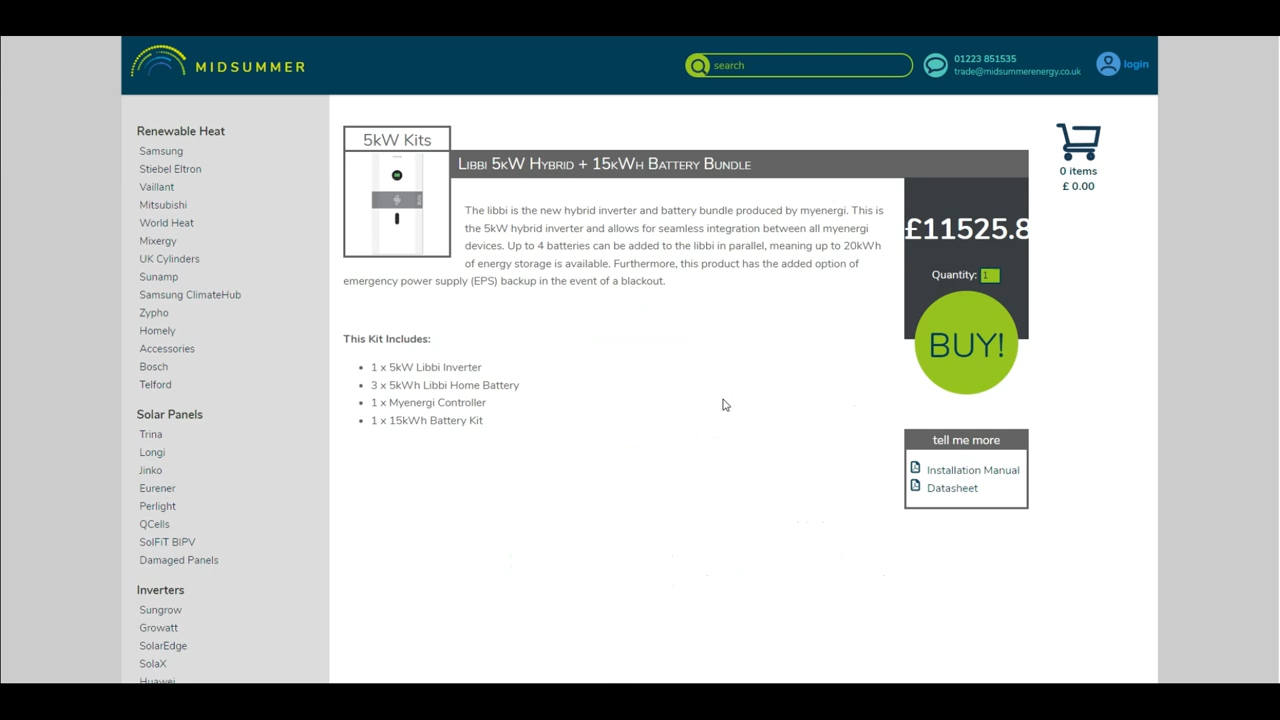 MIDSUMMER
search
01223 851535
trade@midsummerenergy.co.uk
login
Renewable Heat
Samsung
Stiebel Eltron
Vaillant
Mitsubishi
World Heat
Mixergy
UK Cylinders
Sunamp
Samsung ClimateHub
Zypho
Homely
Accessories
Bosch
Telford
Solar Panels
Trina
Longi
Jinko
Eurener
Perlight
QCells
SolFiT BIPV
Damaged Panels
Inverters
Sungrow
Growatt
SolarEdge
SolaX
Huawei
5kW Kits
Libbi 5kW Hybrid + 15kWh Battery Bundle
The libbi is the new hybrid inverter and battery bundle produced by myenergi. This is
the 5kW hybrid inverter and allows for seamless integration between all myenergi
devices. Up to 4 batteries can be added to the libbi in parallel, meaning up to 20kWh
of energy storage is available. Furthermore, this product has the added option of
emergency power supply (EPS) backup in the event of a blackout.
This Kit Includes:
1 x 5kW Libbi Inverter
3 x 5kWh Libbi Home Battery
1 x Myenergi Controller
1 x 15kWh Battery Kit
£11525.8
Quantity: 1
BUY!
tell me more
Installation Manual
Datasheet
0 items
£ 0.00